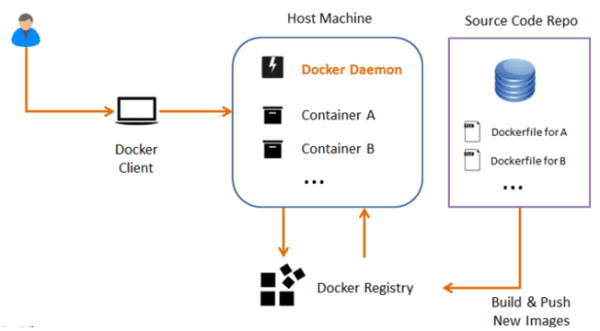 Host Machine
Source Code Repo
Docker Daemon
Container A
Container B
...
Dockerfile for A
Dockerfile for B
...
Docker
Client
Docker Registry
Build & Push
New Images